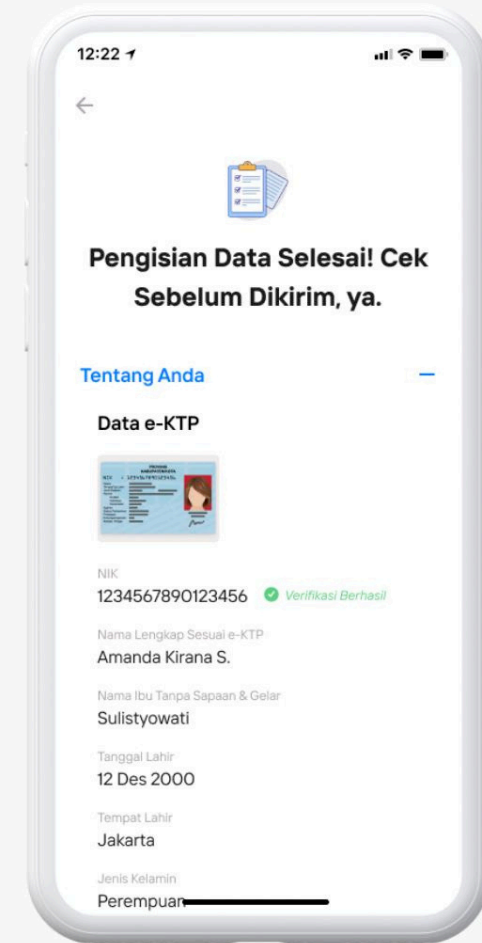 12:22
Pengisian Data Selesai! Cek
Sebelum Dikirim, ya.
Tentang Anda
Data e-KTP
NIK
1234567890123456 Verifikasi Berhasil
Nama Lengkap Sesuai e-KTP
Amanda Kirana S.
Nama Ibu Tanpa Sapaan & Gelar
Sulistyowati
Tanggal Lahir
12 Des 2000
Tempat Lahir
Jakarta
Jenis Kelamin
Perempuan